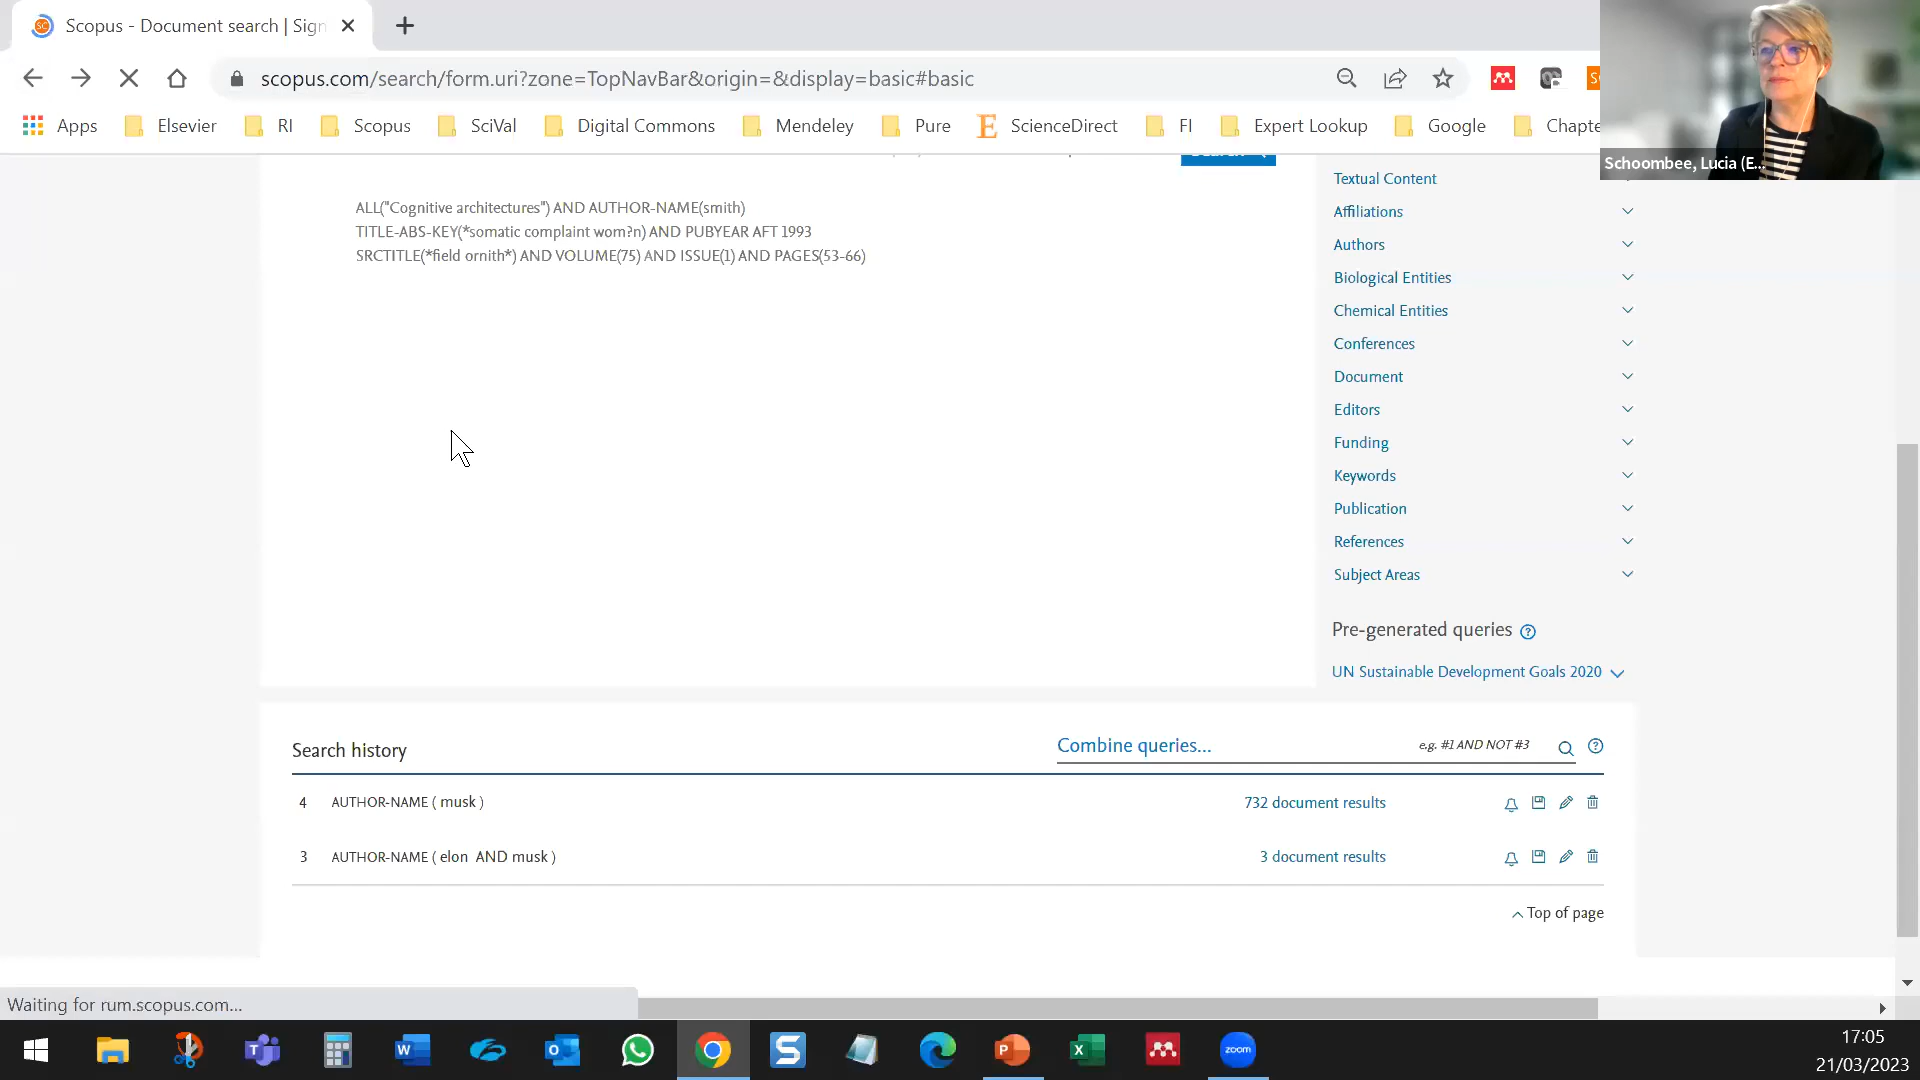 Scopus - Document search | Sign
scopus.com/search/form.uri?zone=TopNavBar&origin=&display=basic#basic
Apps Elsevier RI Scopus SciVal Digital Commons Mendeley Pure ScienceDirect FI Expert Lookup Google Chapte
Schoombee, Lucia (E...
ALL("Cognitive architectures") AND AUTHOR-NAME(smith)
TITLE-ABS-KEY(*somatic complaint wom?n) AND PUBYEAR AFT 1993
SRCTITLE(*field ornith*) AND VOLUME(75) AND ISSUE(1) AND PAGES(53-66)
Textual Content
Affiliations
Authors
Biological Entities
Chemical Entities
Conferences
Document
Editors
Funding
Keywords
Publication
References
Subject Areas
Pre-generated queries
UN Sustainable Development Goals 2020
Search history
Combine queries... e.g. #1 AND NOT #3
4 AUTHOR-NAME ( musk ) 732 document results
3 AUTHOR-NAME ( elon AND musk ) 3 document results
Top of page
Waiting for rum.scopus.com...
zoom
17:05
21/03/2023